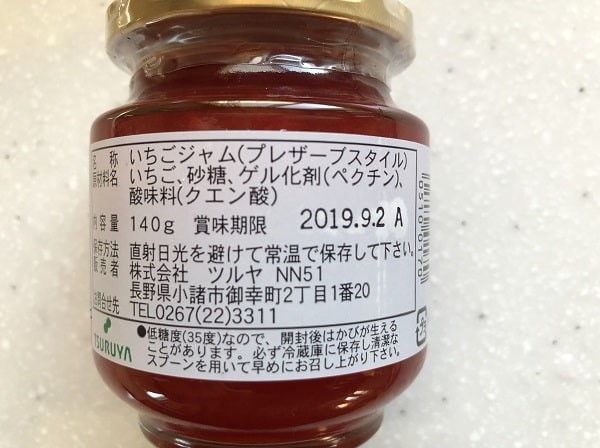 名 称 いちごジャム(プレザーブスタイル)
原材料名 いちご、砂糖、ゲル化剤(ペクチン)、
酸味料(クエン酸)
内容量 140g 賞味期限 2019.9.2 A
保存方法 直射日光を避けて常温で保存して下さい。
販売者 株式会社 ツルヤ NN51
長野県小諸市御幸町2丁目1番20
お問合せ先 TEL0267(22)3311
TSURUYA
●低糖度(35度)なので、開封後はかびが生える
ことがあります。必ず冷蔵庫に保存し清潔な
スプーンを用いて早めにお召し上がり下さい。